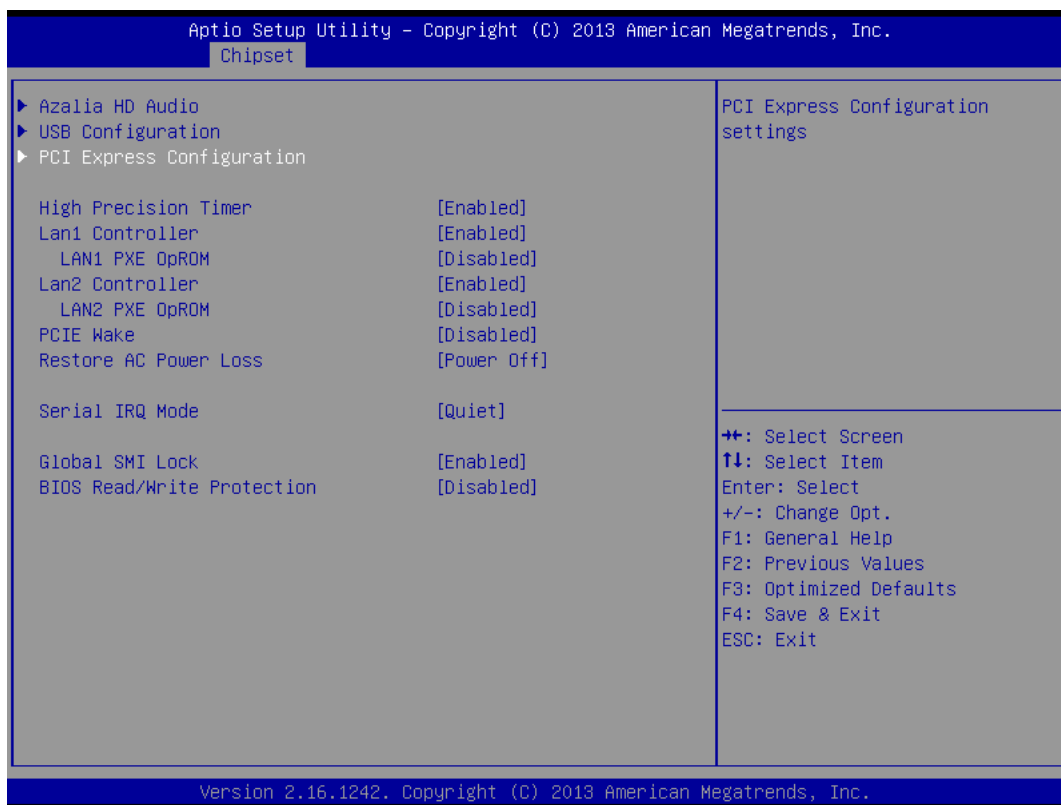 Aptio Setup Utility – Copyright (C) 2013 American Megatrends, Inc.
Chipset
Azalia HD Audio
USB Configuration
PCI Express Configuration
High Precision Timer [Enabled]
Lan1 Controller [Enabled]
LAN1 PXE OpROM [Disabled]
Lan2 Controller [Enabled]
LAN2 PXE OpROM [Disabled]
PCIE Wake [Disabled]
Restore AC Power Loss [Power Off]
Serial IRQ Mode [Quiet]
Global SMI Lock [Enabled]
BIOS Read/Write Protection [Disabled]
PCI Express Configuration
settings
→←: Select Screen
↑↓: Select Item
Enter: Select
+/-: Change Opt.
F1: General Help
F2: Previous Values
F3: Optimized Defaults
F4: Save & Exit
ESC: Exit
Version 2.16.1242. Copyright (C) 2013 American Megatrends, Inc.